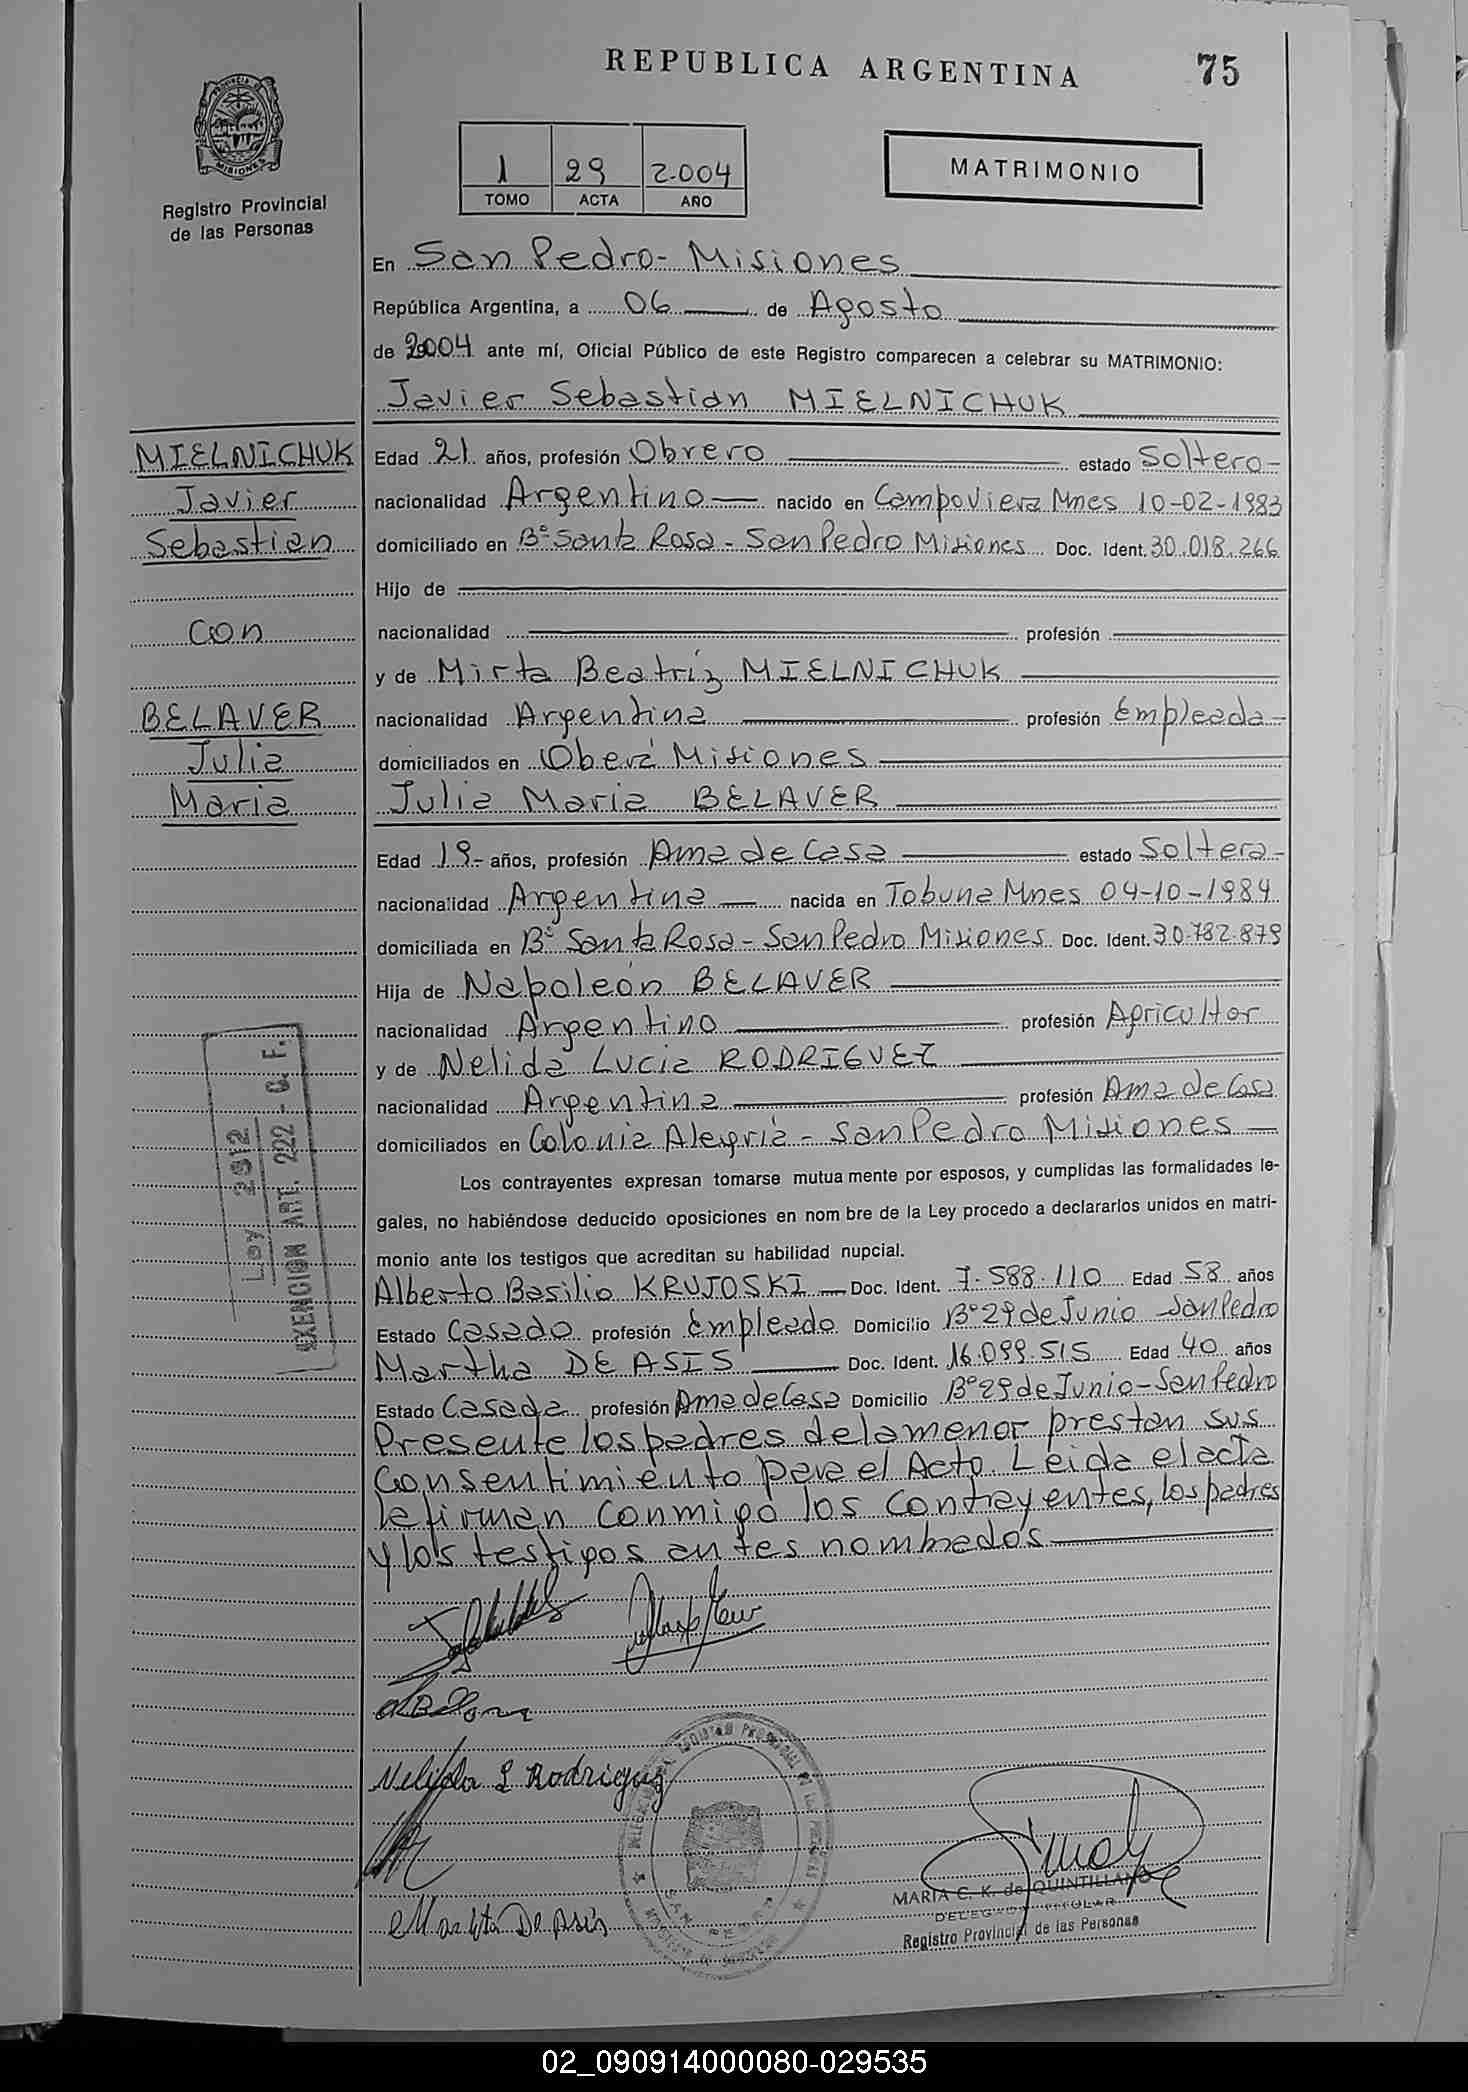 REPUBLICA ARGENTINA
75
PROVINCIA DE
MISIONES
Registro Provincial
de las Personas
1 29 2.004
TOMO ACTA AÑO
MATRIMONIO
En San Pedro - Misiones
República Argentina, a 06 de Agosto
de 2004 ante mí, Oficial Público de este Registro comparecen a celebrar su MATRIMONIO:
Javier Sebastian MIELNICHUK
MIELNICHUK
Javier
Sebastian
con
BELAVER
Julia
Maria
Edad 21 años, profesión Obrero estado Soltero-
nacionalidad Argentino nacido en Campo Viera Mnes 10-02-1983
domiciliado en Bº Santa Rosa - San Pedro Misiones Doc. Ident. 30.018.266
Hijo de
nacionalidad profesión
y de Mirta Beatríz MIELNICHUK
nacionalidad Argentina profesión Empleada-
domiciliados en Oberá Misiones
Julia Maria BELAVER
Edad 19- años, profesión Ama de Casa estado Soltera-
nacionalidad Argentina nacida en Tobuna Mnes 04-10-1984
domiciliada en Bº Santa Rosa - San Pedro Misiones Doc. Ident. 30.782.879
Hija de Napoleón BELAVER
nacionalidad Argentino profesión Agricultor
y de Nelida Lucia RODRIGUEZ
nacionalidad Argentina profesión Ama de Casa
domiciliados en Colonia Alegría - San Pedro Misiones
Los contrayentes expresan tomarse mutua mente por esposos, y cumplidas las formalidades le-
gales, no habiéndose deducido oposiciones en nom bre de la Ley procedo a declararlos unidos en matri-
monio ante los testigos que acreditan su habilidad nupcial.
Alberto Basilio KRUJOSKI Doc. Ident. 7.588.110 Edad 58 años
Estado Casado profesión Empleado Domicilio Bº 29 de Junio - San Pedro
Martha DE ASIS Doc. Ident. 16.099.515 Edad 40 años
Estado Casada profesión Ama de Casa Domicilio Bº 29 de Junio - San Pedro
Presente los padres de la menor prestan sus
consentimiento para el Acto. Leida el acta
la firman conmigo los contrayentes, los padres
y los testigos antes nombrados
Ley 2812
EXENCION ART. 222 - C. F.
Nelida L Rodriguez
Martha De Asis
SAN PEDRO
MARIA C. K. de QUINTILLANO
DELEGADA TITULAR
Registro Provincial de las Personas
02_090914000080-029535